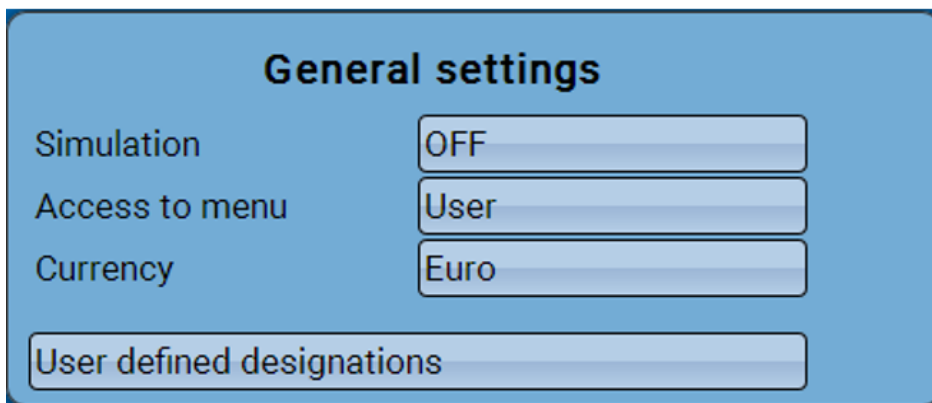 General settings
Simulation OFF
Access to menu User
Currency Euro
User defined designations